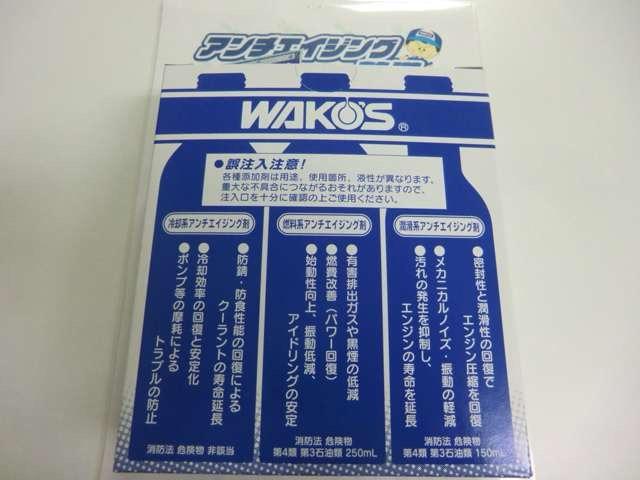 アンチエイジング
WAKO'S®
●誤注入注意!
各種添加剤は用途、使用箇所、液性が異なります。
重大な不具合につながるおそれがありますので、
注入口を十分に確認の上ご使用ください。
冷却系アンチエイジング剤
●防錆・防食性能の回復による
クーラントの寿命延長
●冷却効率の回復と安定化
●ポンプ等の摩耗による
トラブルの防止
消防法 危険物 非該当
燃料系アンチエイジング剤
●有害排出ガスや黒煙の低減
●燃費改善(パワー回復)
●始動性向上、振動低減、
アイドリングの安定
消防法 危険物
第4類 第3石油類 250mL
潤滑系アンチエイジング剤
●密封性と潤滑性の回復で
エンジン圧縮を回復
●メカニカルノイズ・振動の軽減
●汚れの発生を抑制し、
エンジンの寿命を延長
消防法 危険物
第4類 第3石油類 150mL